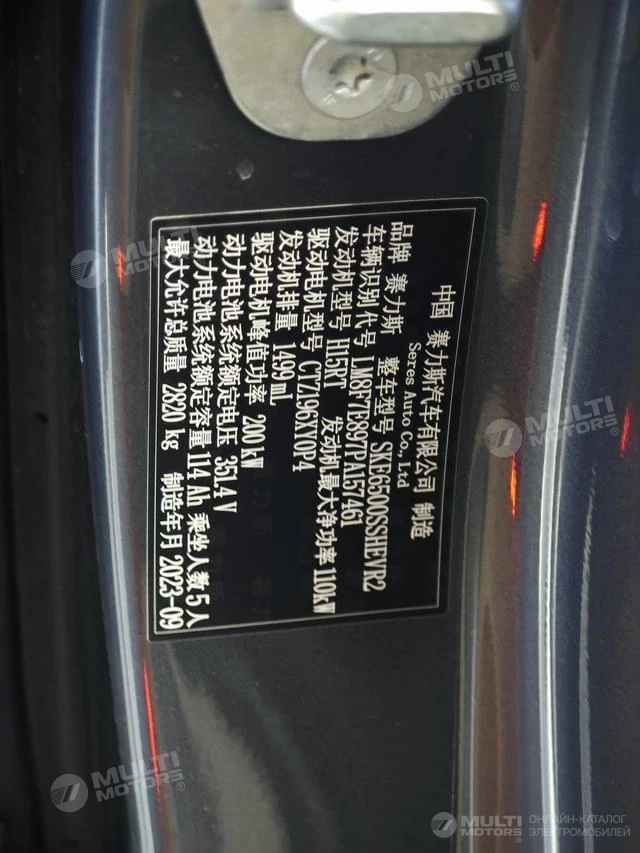 中国 赛力斯汽车有限公司 制造
Seres Auto Co., Ltd
品牌 赛力斯 整车型号 SKE6500SSHEVR2
车辆识别代号 LM8F7E89TPA157461
发动机型号 H15RT 发动机最大净功率 110kW
驱动电机型号 CTZ196XY0P4
发动机排量 1499 mL
驱动电机峰值功率 200 kW
动力电池系统额定电压 351.4 V
动力电池系统额定容量 114 Ah 乘坐人数 5 人
最大允许总质量 2820 kg 制造年月 2023-09
MULTI
MOTORS
MULTI
MOTORS
MULTI
MOTORS
MULTI
MOTORS
MULTI
MOTORS
ОНЛАЙН-КАТАЛОГ
ЭЛЕКТРОМОБИЛЕЙ